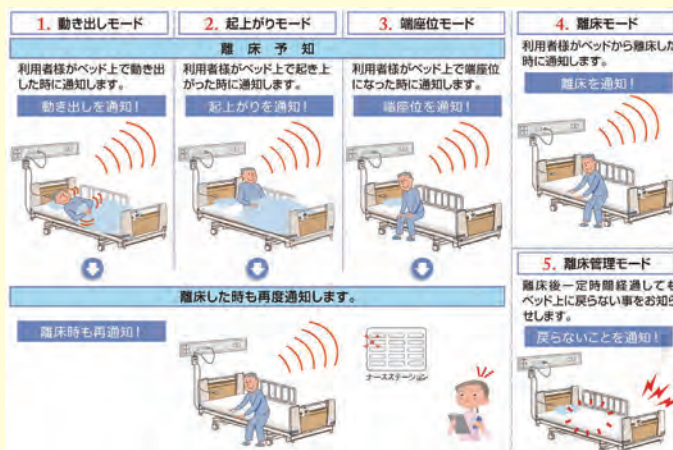 1. 動き出しモード
2. 起上がりモード
3. 端座位モード
離床予知
利用者様がベッド上で動き出
した時に通知します。
動き出しを通知！
利用者様がベッド上で起き上
がった時に通知します。
起上がりを通知！
利用者様がベッド上で端座位
になった時に通知します。
端座位を通知！
離床した時も再度通知します。
離床時も再通知！
ナースステーション
4. 離床モード
利用者様がベッドから離床した
時に通知します。
離床を通知！
5. 離床管理モード
離床後一定時間経過しても
ベッド上に戻らない事をお知ら
せします。
戻らないことを通知！